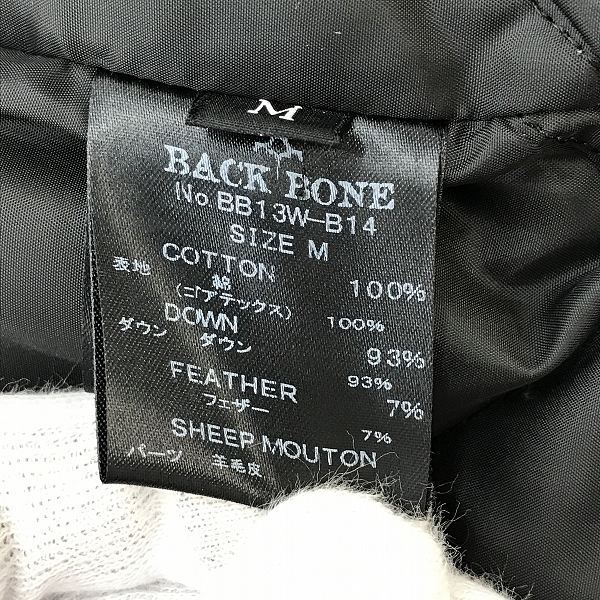 M
BACK BONE
No BB13W-B14
SIZE M
COTTON 100%
表地 綿 100%
(ゴアテックス)
DOWN 93%
ダウン ダウン 93%
FEATHER 7%
フェザー 7%
SHEEP MOUTON
パーツ 羊毛皮